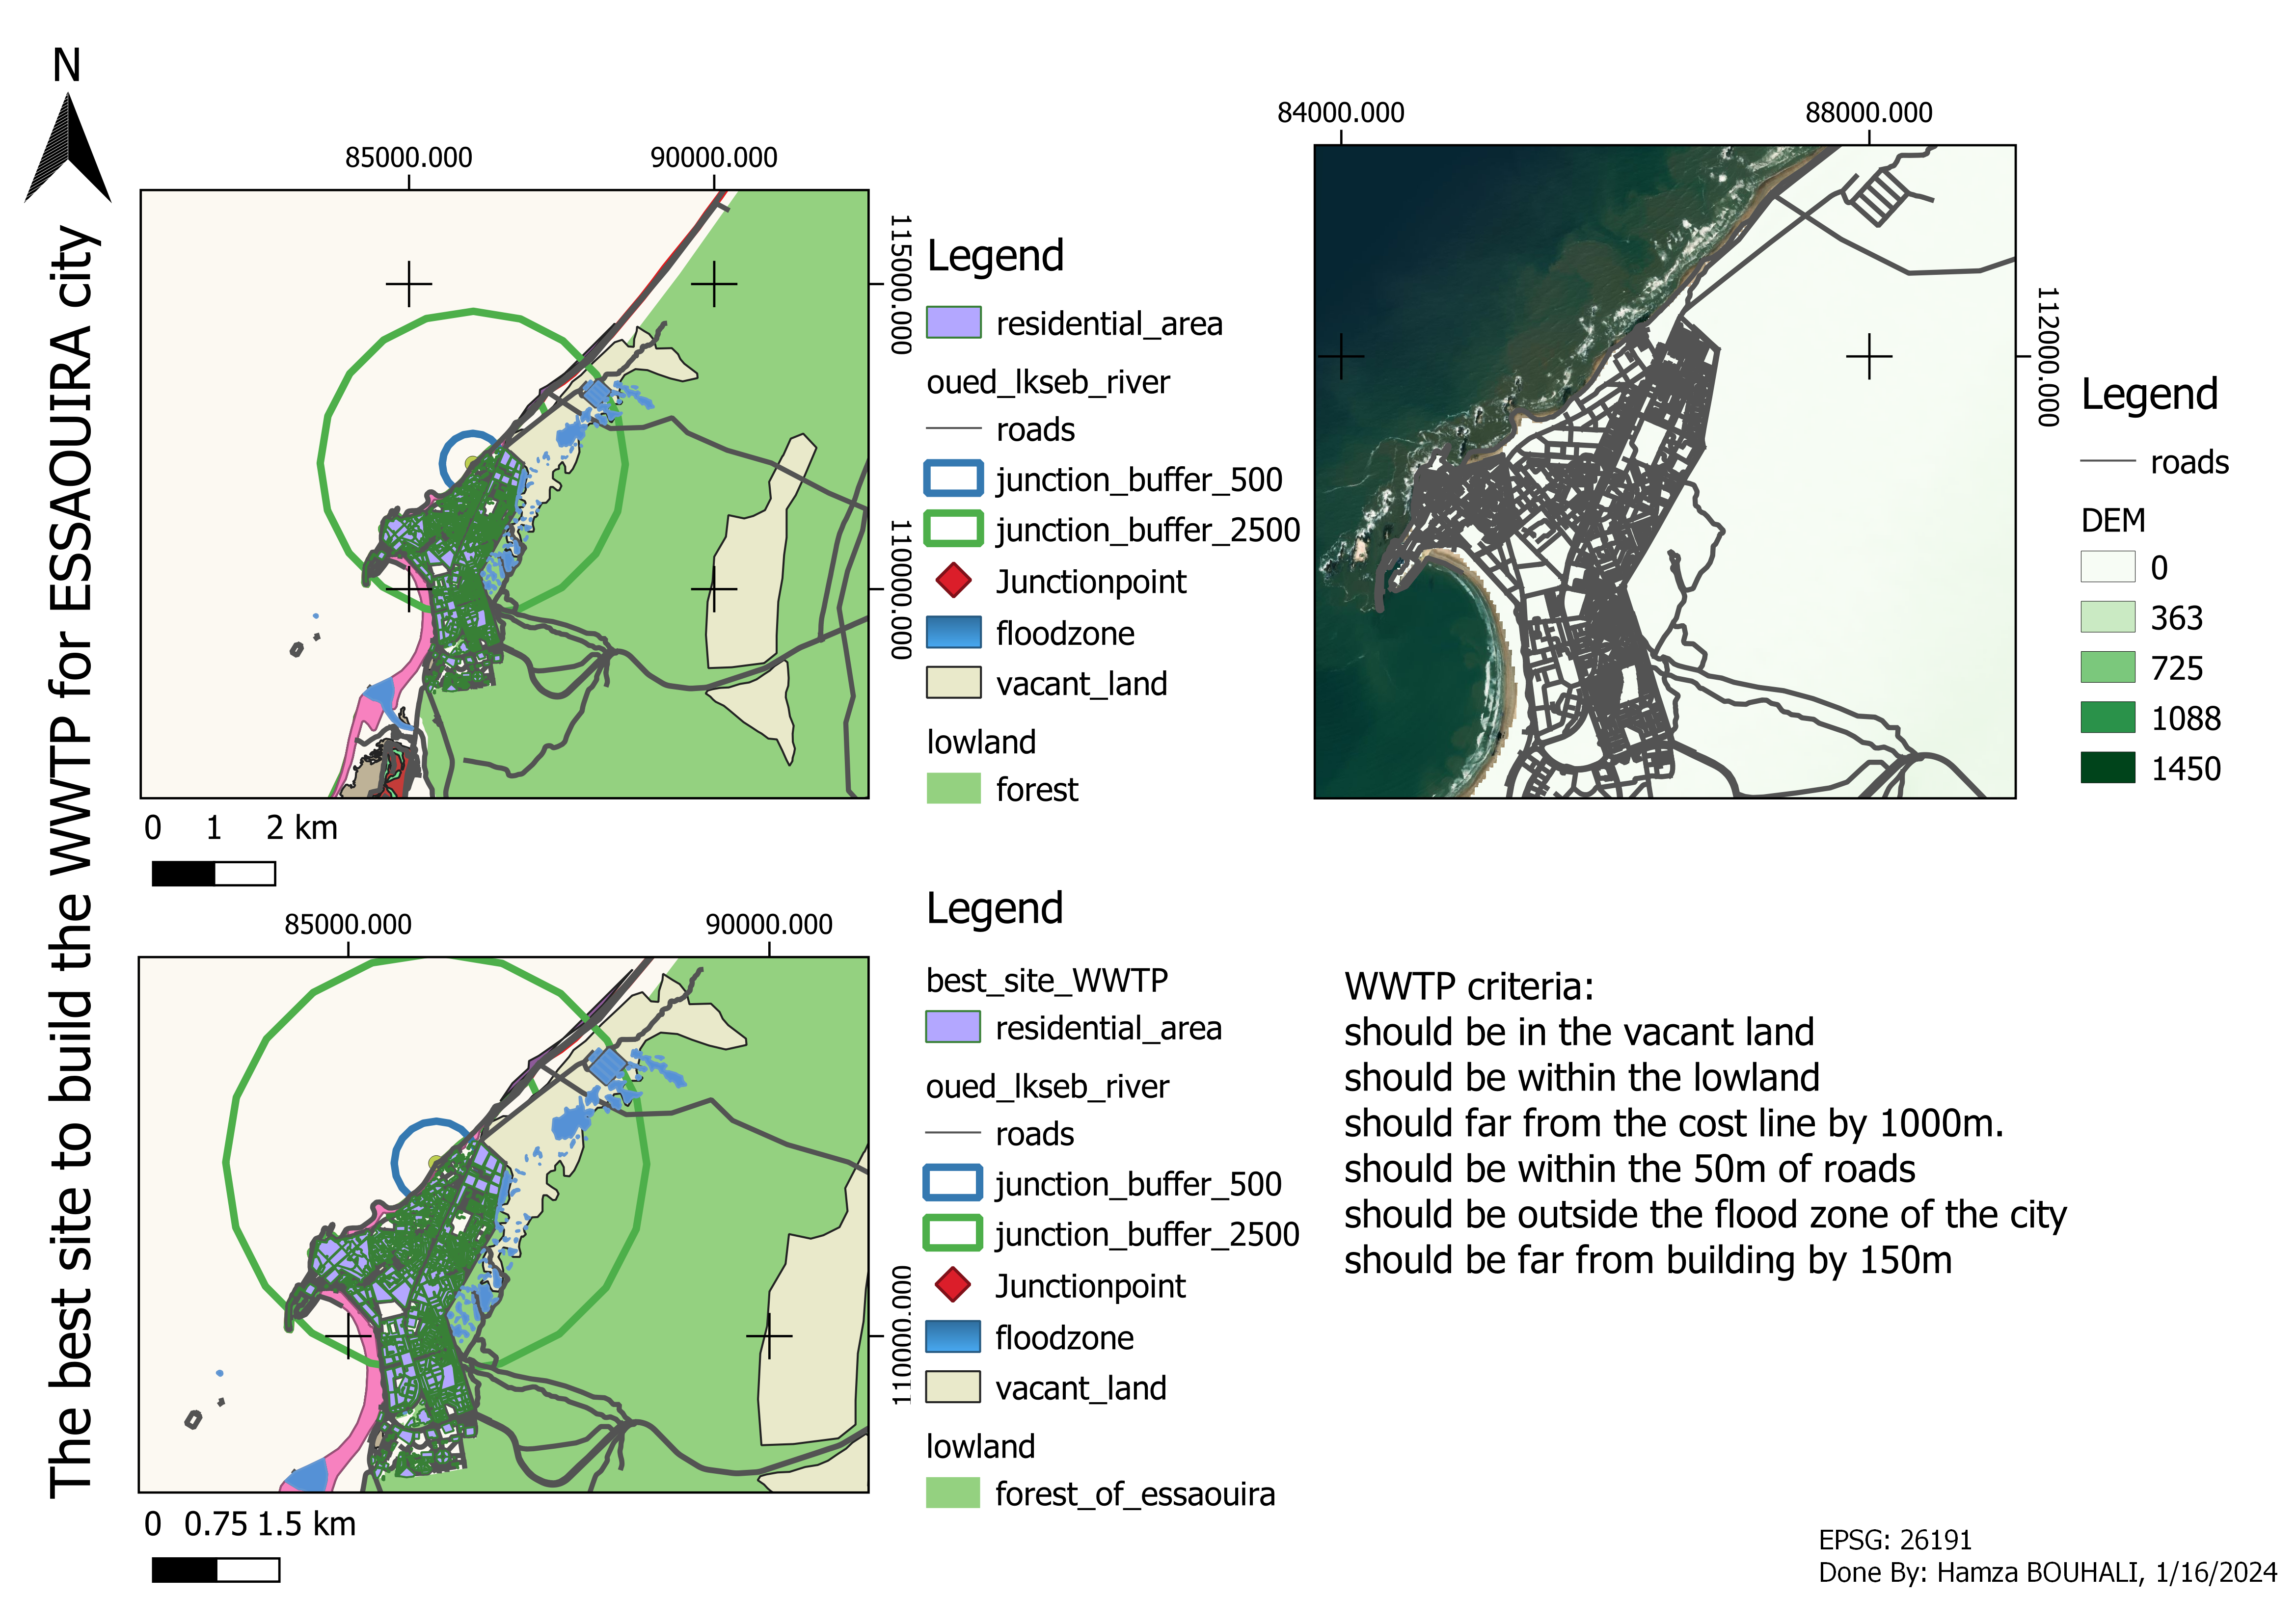 N
The best site to build the WWTP for ESSAOUIRA city
85000.000
90000.000
115000.000
110000.000
0 1 2 km
Legend
residential_area
oued_lkseb_river
roads
junction_buffer_500
junction_buffer_2500
Junctionpoint
floodzone
vacant_land
lowland
forest
84000.000
88000.000
112000.000
Legend
roads
DEM
0
363
725
1088
1450
85000.000
90000.000
110000.000
0 0.75 1.5 km
Legend
best_site_WWTP
residential_area
oued_lkseb_river
roads
junction_buffer_500
junction_buffer_2500
Junctionpoint
floodzone
vacant_land
lowland
forest_of_essaouira
WWTP criteria:
should be in the vacant land
should be within the lowland
should far from the cost line by 1000m.
should be within the 50m of roads
should be outside the flood zone of the city
should be far from building by 150m
EPSG: 26191
Done By: Hamza BOUHALI, 1/16/2024